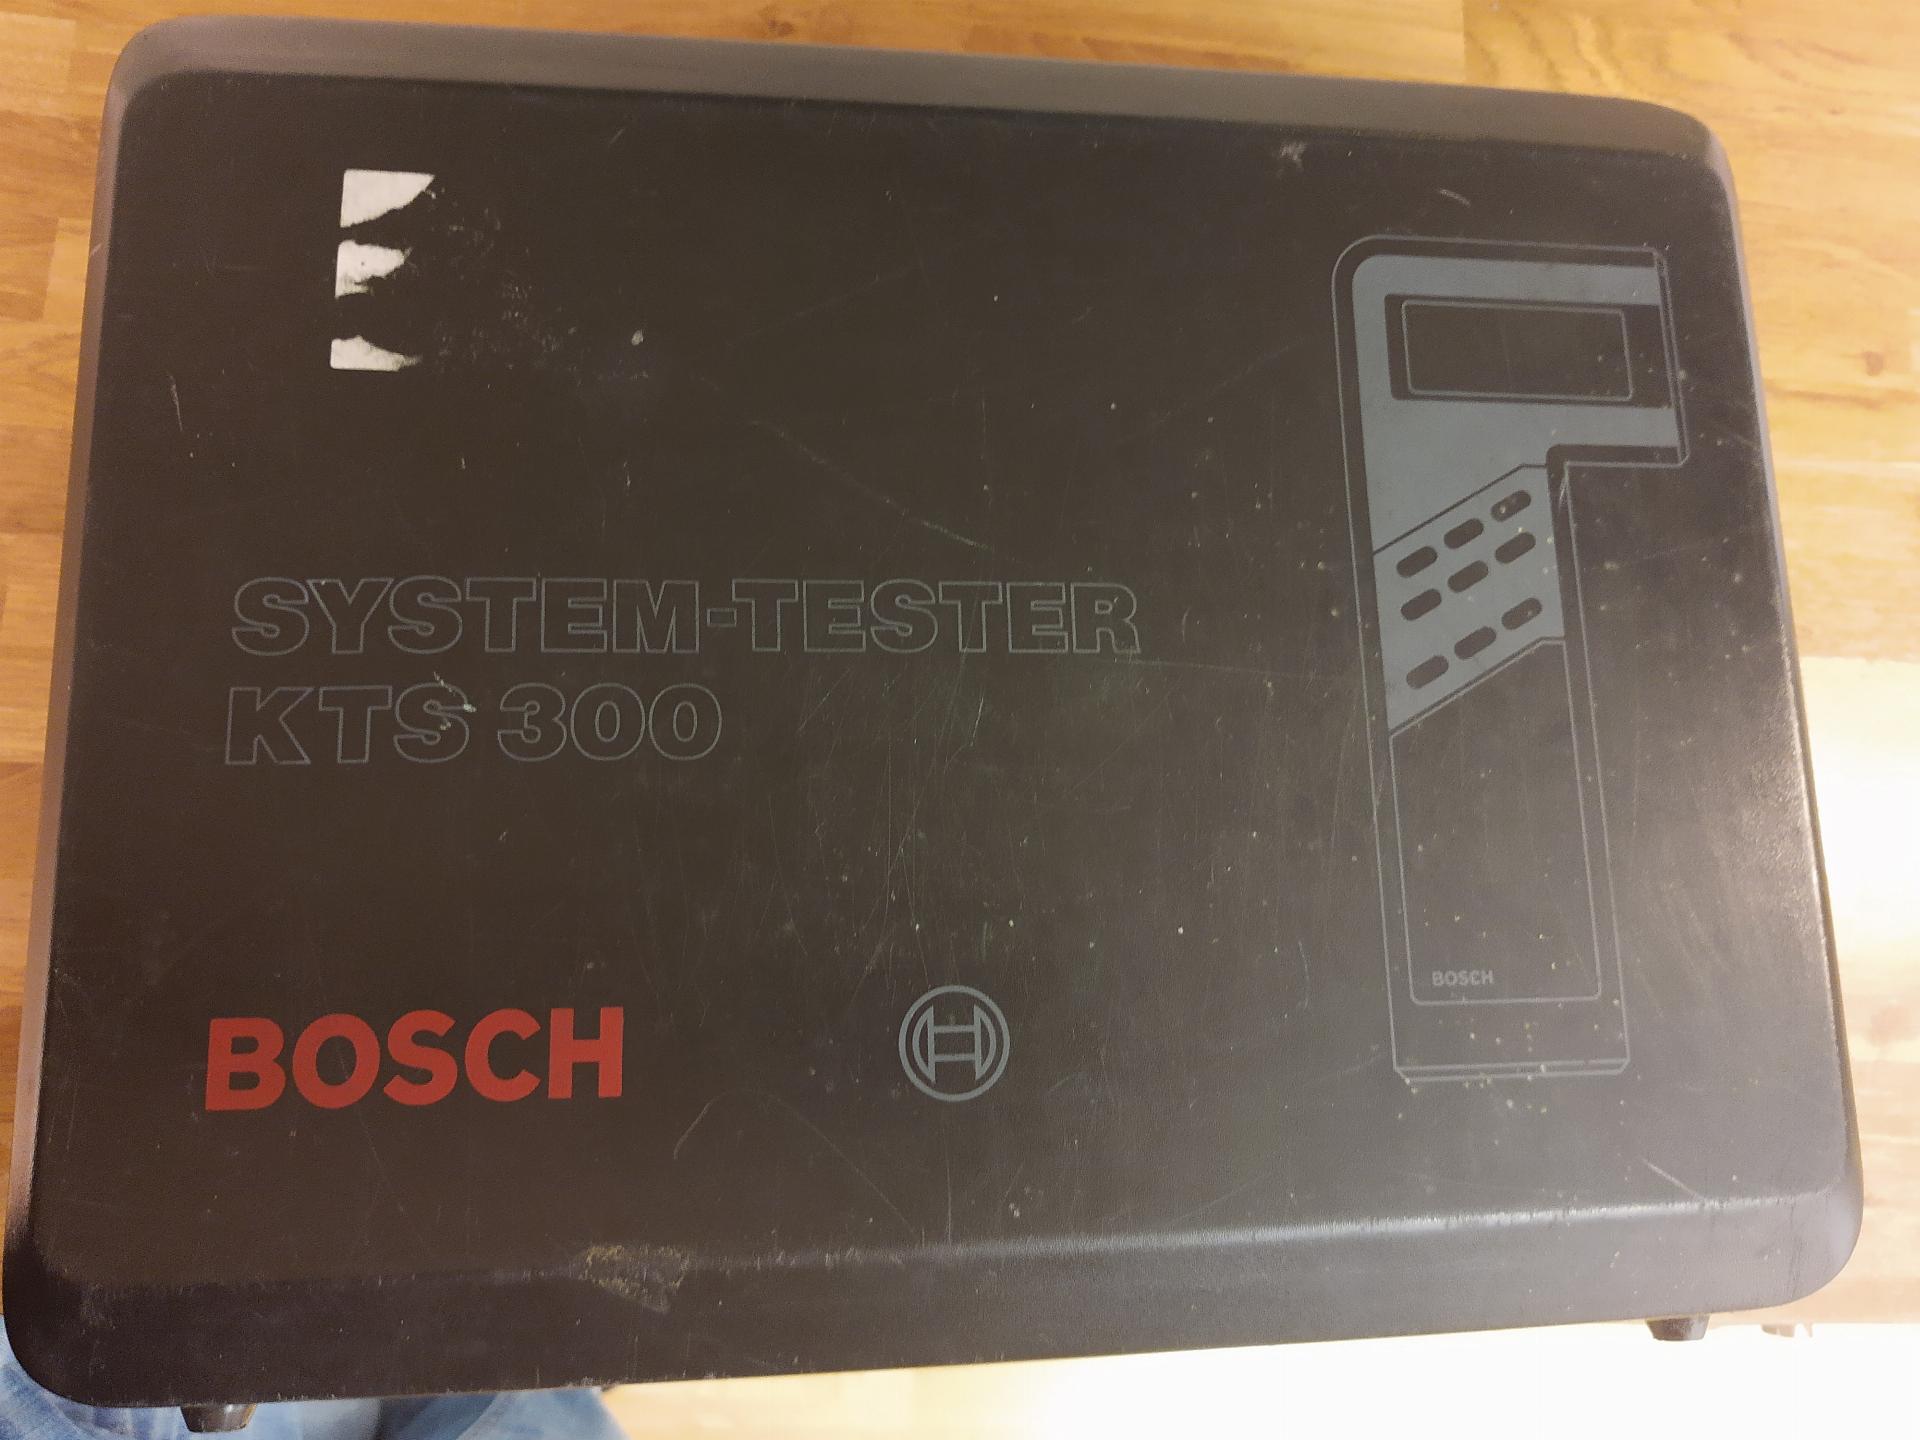 SYSTEM-TESTER
KTS 300
BOSCH
BOSCH